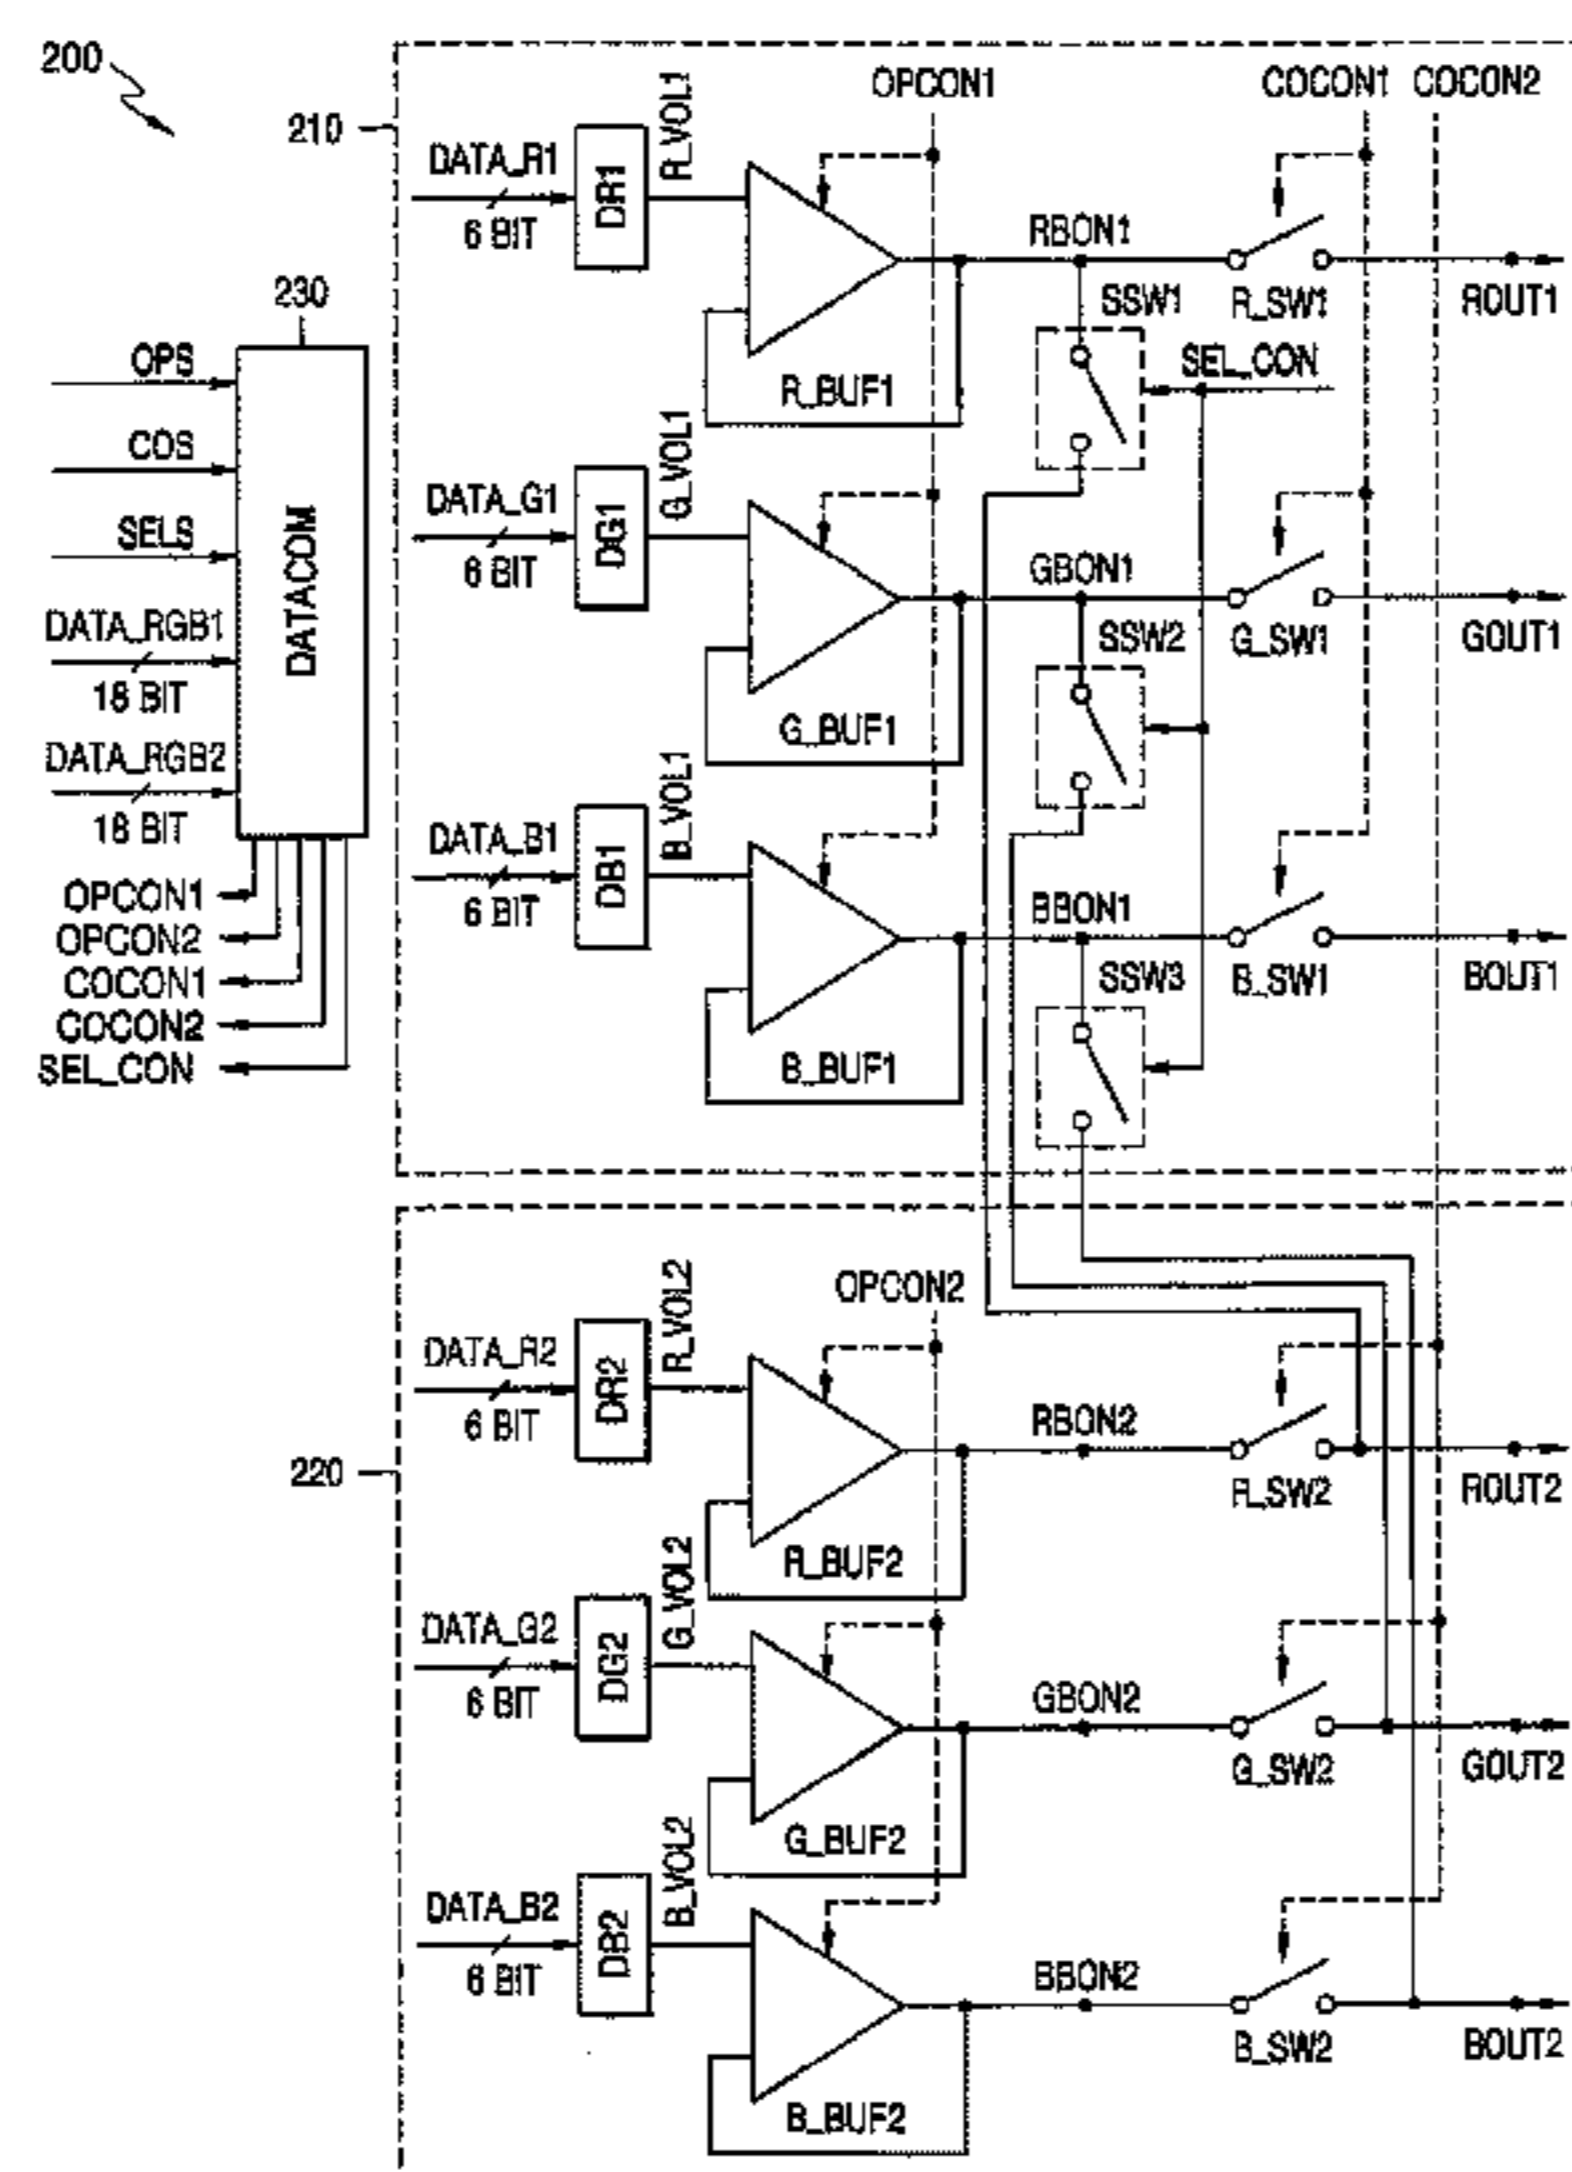 200
210
OPCON1
COCON1
COCON2
DATA_R1
6 BIT
DR1
R_VOL1
R_BUF1
RBON1
SSW1
R_SW1
ROUT1
SEL_CON
230
OPS
COS
SELS
DATA_RGB1
18 BIT
DATA_RGB2
18 BIT
DATACOM
OPCON1
OPCON2
COCON1
COCON2
SEL_CON
DATA_G1
6 BIT
DG1
G_VOL1
G_BUF1
GBON1
SSW2
G_SW1
GOUT1
DATA_B1
6 BIT
DB1
B_VOL1
B_BUF1
BBON1
SSW3
B_SW1
BOUT1
220
OPCON2
DATA_R2
6 BIT
DR2
R_VOL2
R_BUF2
RBON2
R_SW2
ROUT2
DATA_G2
6 BIT
DG2
G_VOL2
G_BUF2
GBON2
G_SW2
GOUT2
DATA_B2
6 BIT
DB2
B_VOL2
B_BUF2
BBON2
B_SW2
BOUT2